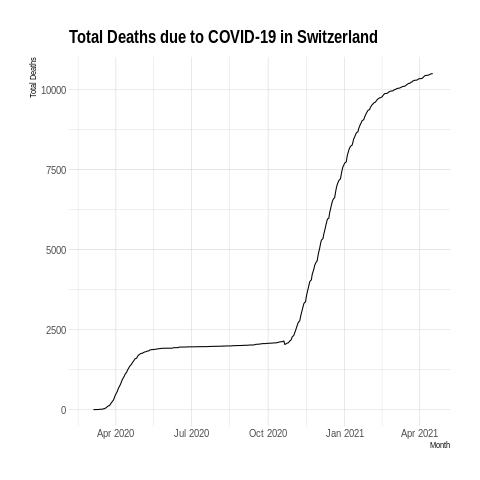 Total Deaths due to COVID-19 in Switzerland
Total Deaths
10000
7500
5000
2500
0
Apr 2020 Jul 2020 Oct 2020 Jan 2021 Apr 2021
Month